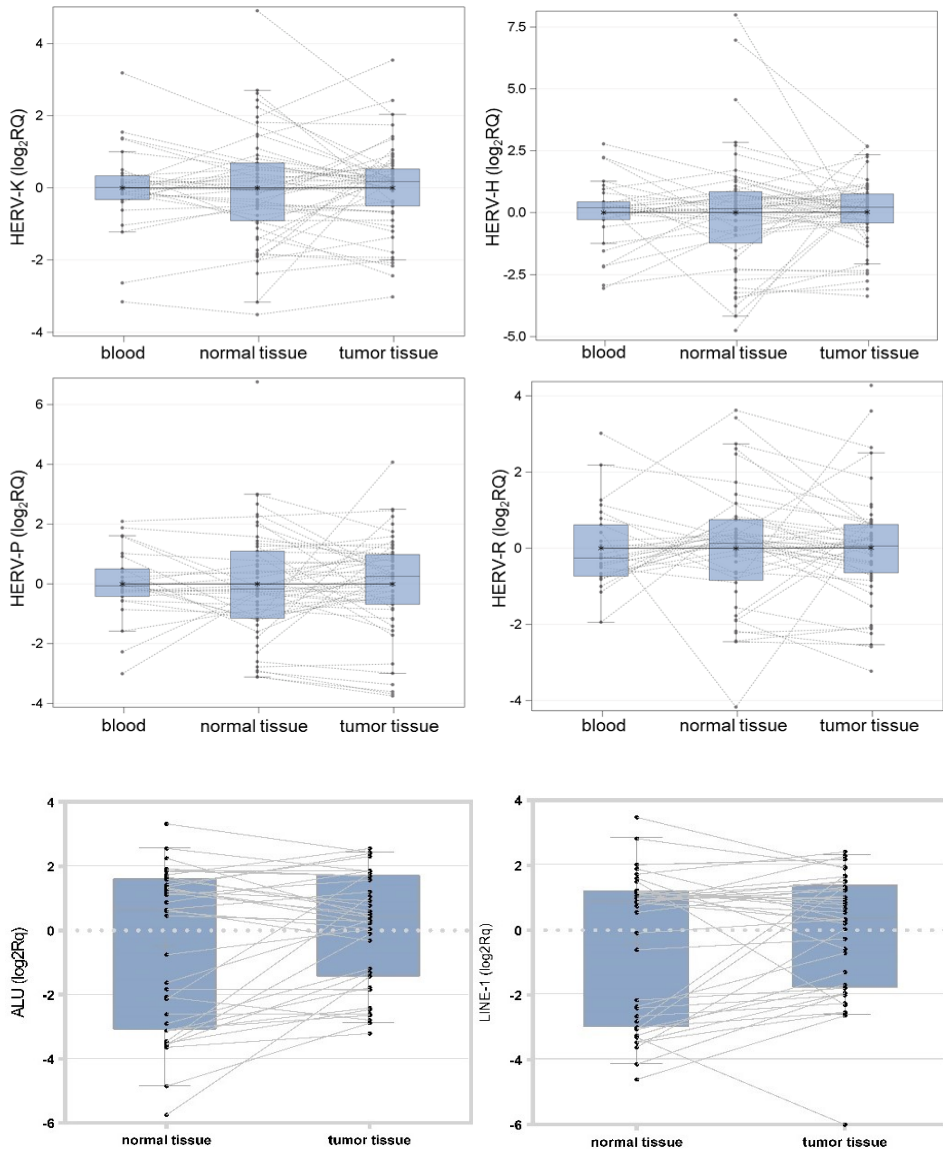 4
2
0
-2
-4
HERV-K (log2RQ)
blood normal tissue tumor tissue
7.5
5.0
2.5
0.0
-2.5
-5.0
HERV-H (log2RQ)
blood normal tissue tumor tissue
6
4
2
0
-2
-4
HERV-P (log2RQ)
blood normal tissue tumor tissue
4
2
0
-2
-4
HERV-R (log2RQ)
blood normal tissue tumor tissue
4
2
0
-2
-4
-6
ALU (log2Rq)
normal tissue tumor tissue
4
2
0
-2
-4
-6
LINE-1 (log2Rq)
normal tissue tumor tissue